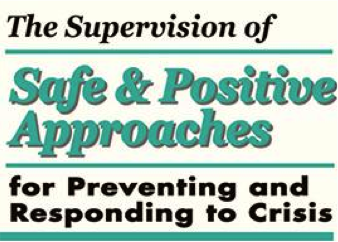 The Supervision of
Safe & Positive
Approaches
for Preventing and
Responding to Crisis